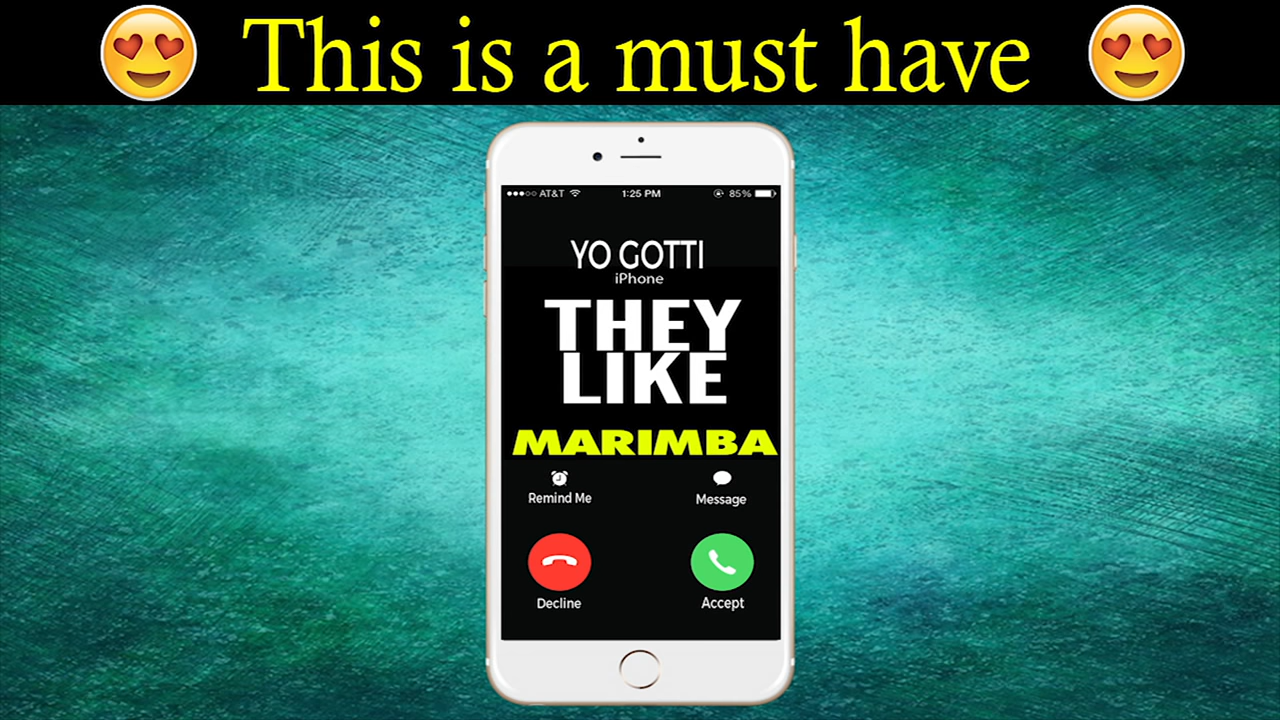 This is a must have
AT&T 1:25 PM 85%
YO GOTTI
iPhone
THEY
LIKE
MARIMBA
Remind Me Message
Decline Accept